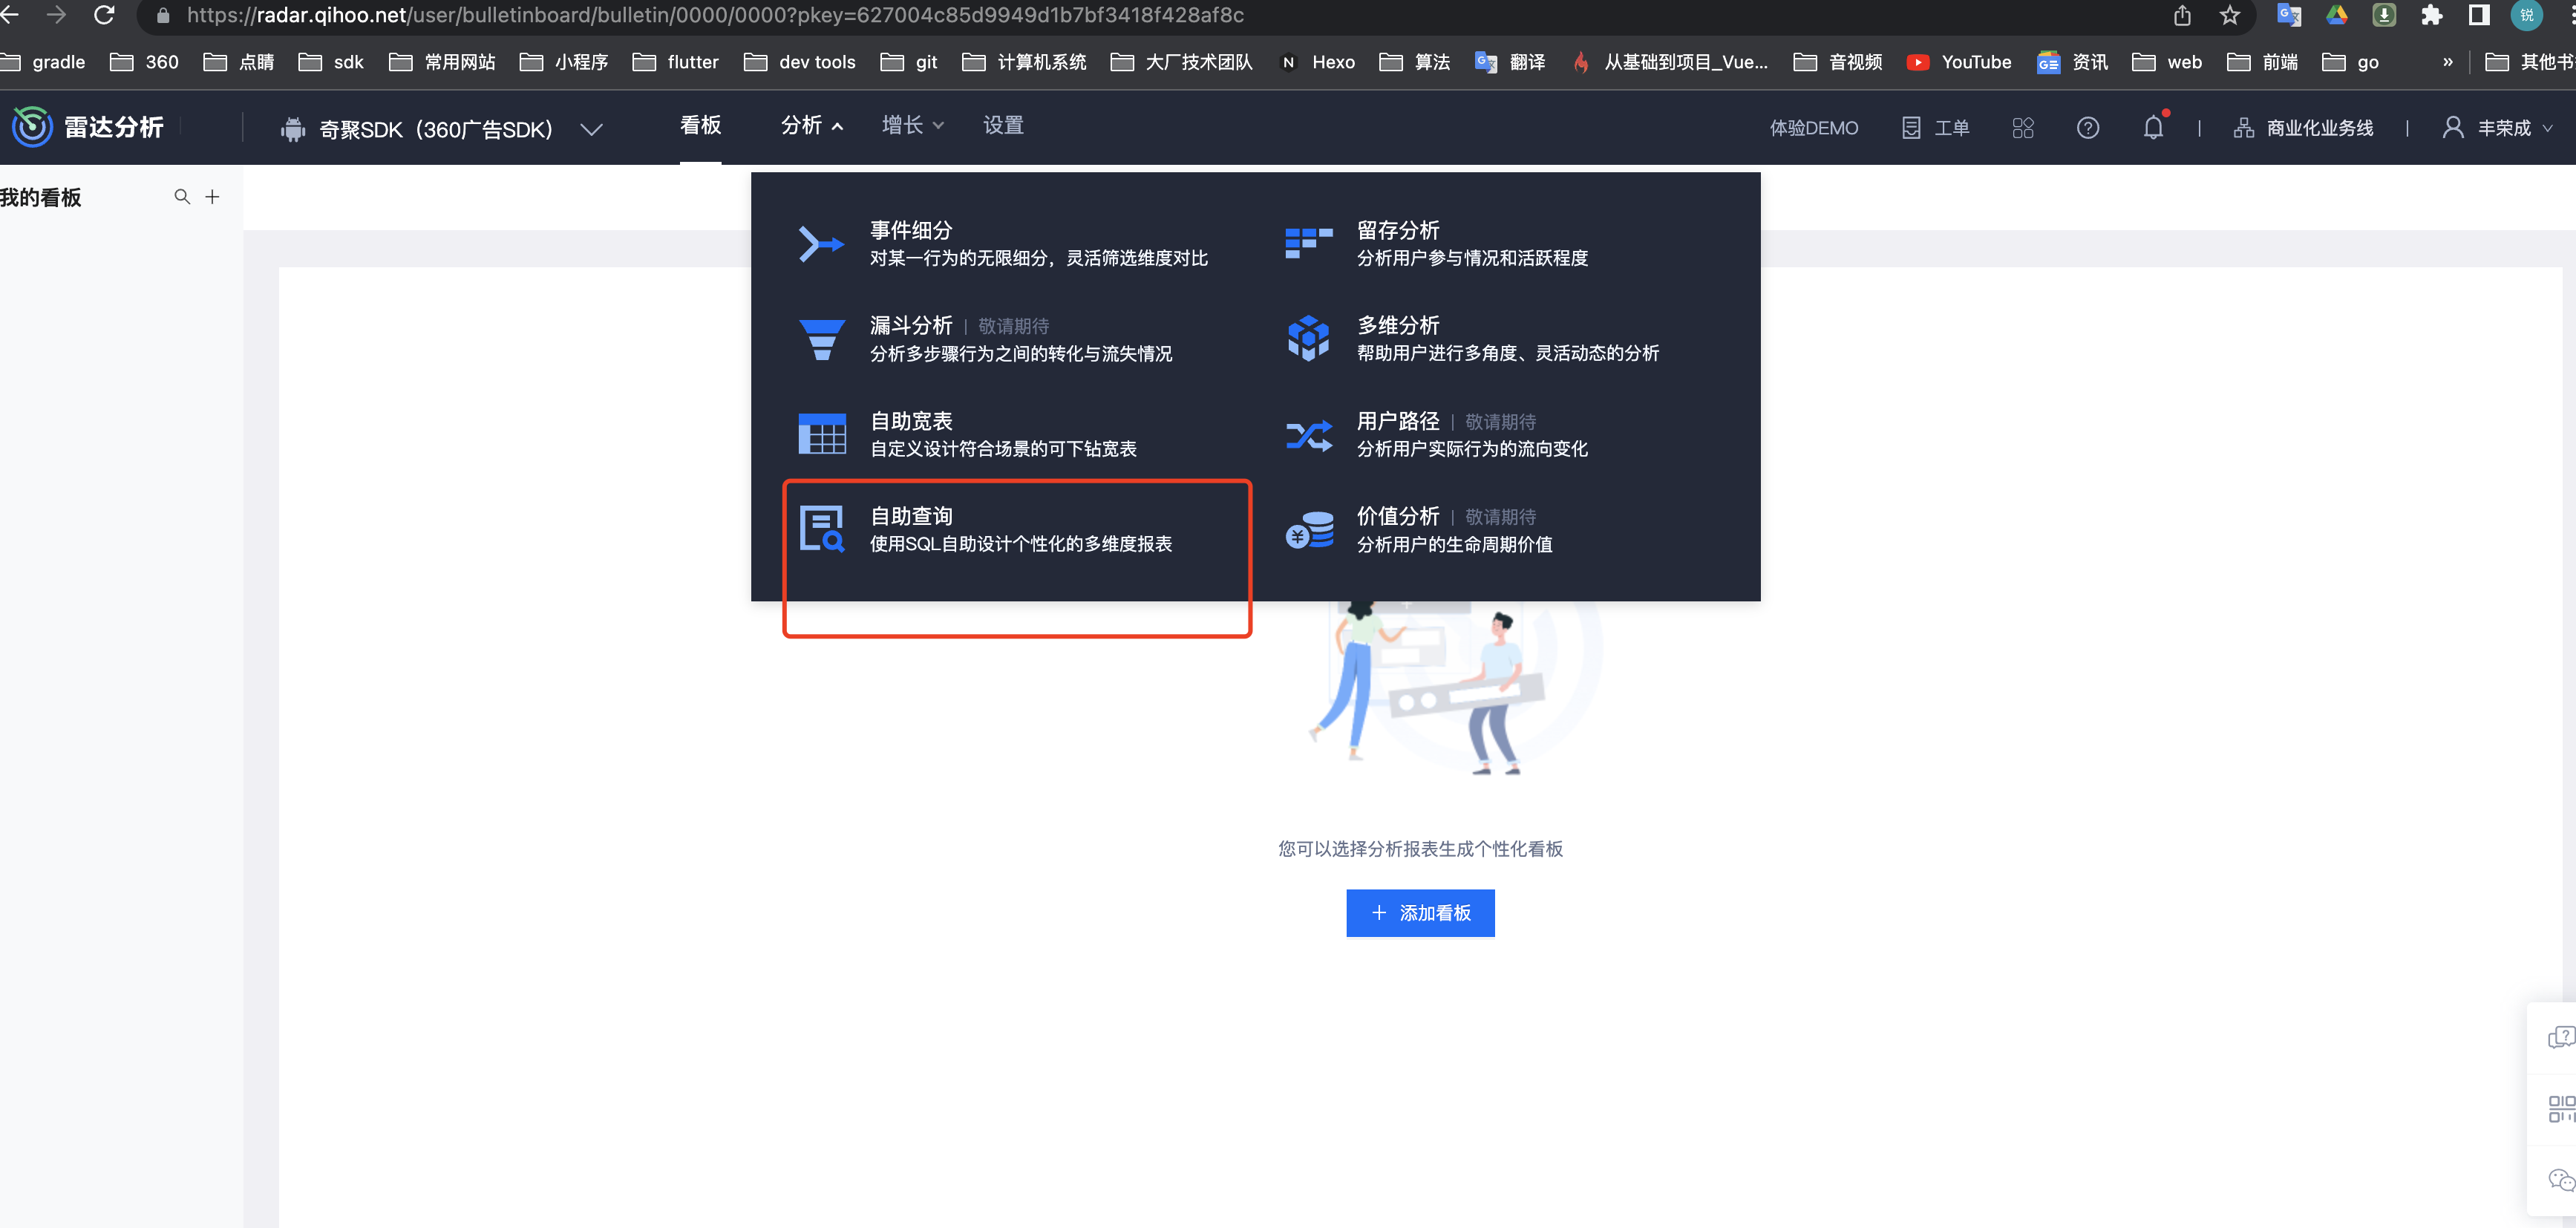 https://radar.qihoo.net/user/bulletinboard/bulletin/0000/0000?pkey=627004c85d9949d1b7bf3418f428af8c
锐
gradle 360 点睛 sdk 常用网站 小程序 flutter dev tools git 计算机系统 大厂技术团队 Hexo 算法 翻译 从基础到项目_Vue... 音视频 YouTube 资讯 web 前端 go » 其他书
雷达分析 奇聚SDK（360广告SDK） 看板 分析 增长 设置 体验DEMO 工单 商业化业务线 丰荣成
我的看板
事件细分
对某一行为的无限细分，灵活筛选维度对比
留存分析
分析用户参与情况和活跃程度
漏斗分析 | 敬请期待
分析多步骤行为之间的转化与流失情况
多维分析
帮助用户进行多角度、灵活动态的分析
自助宽表
自定义设计符合场景的可下钻宽表
用户路径 | 敬请期待
分析用户实际行为的流向变化
自助查询
使用SQL自助设计个性化的多维度报表
价值分析 | 敬请期待
分析用户的生命周期价值
您可以选择分析报表生成个性化看板
+ 添加看板